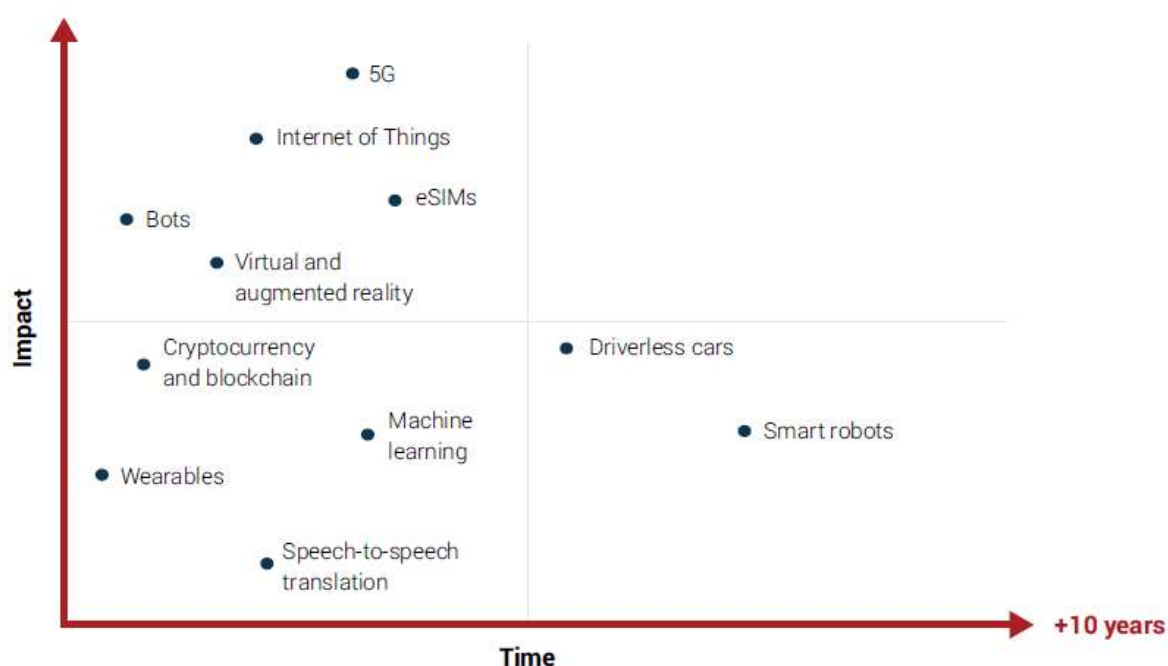 5G
Internet of Things
eSIMs
Bots
Virtual and
augmented reality
Impact
Cryptocurrency
and blockchain
Driverless cars
Machine
learning
Smart robots
Wearables
Speech-to-speech
translation
+10 years
Time